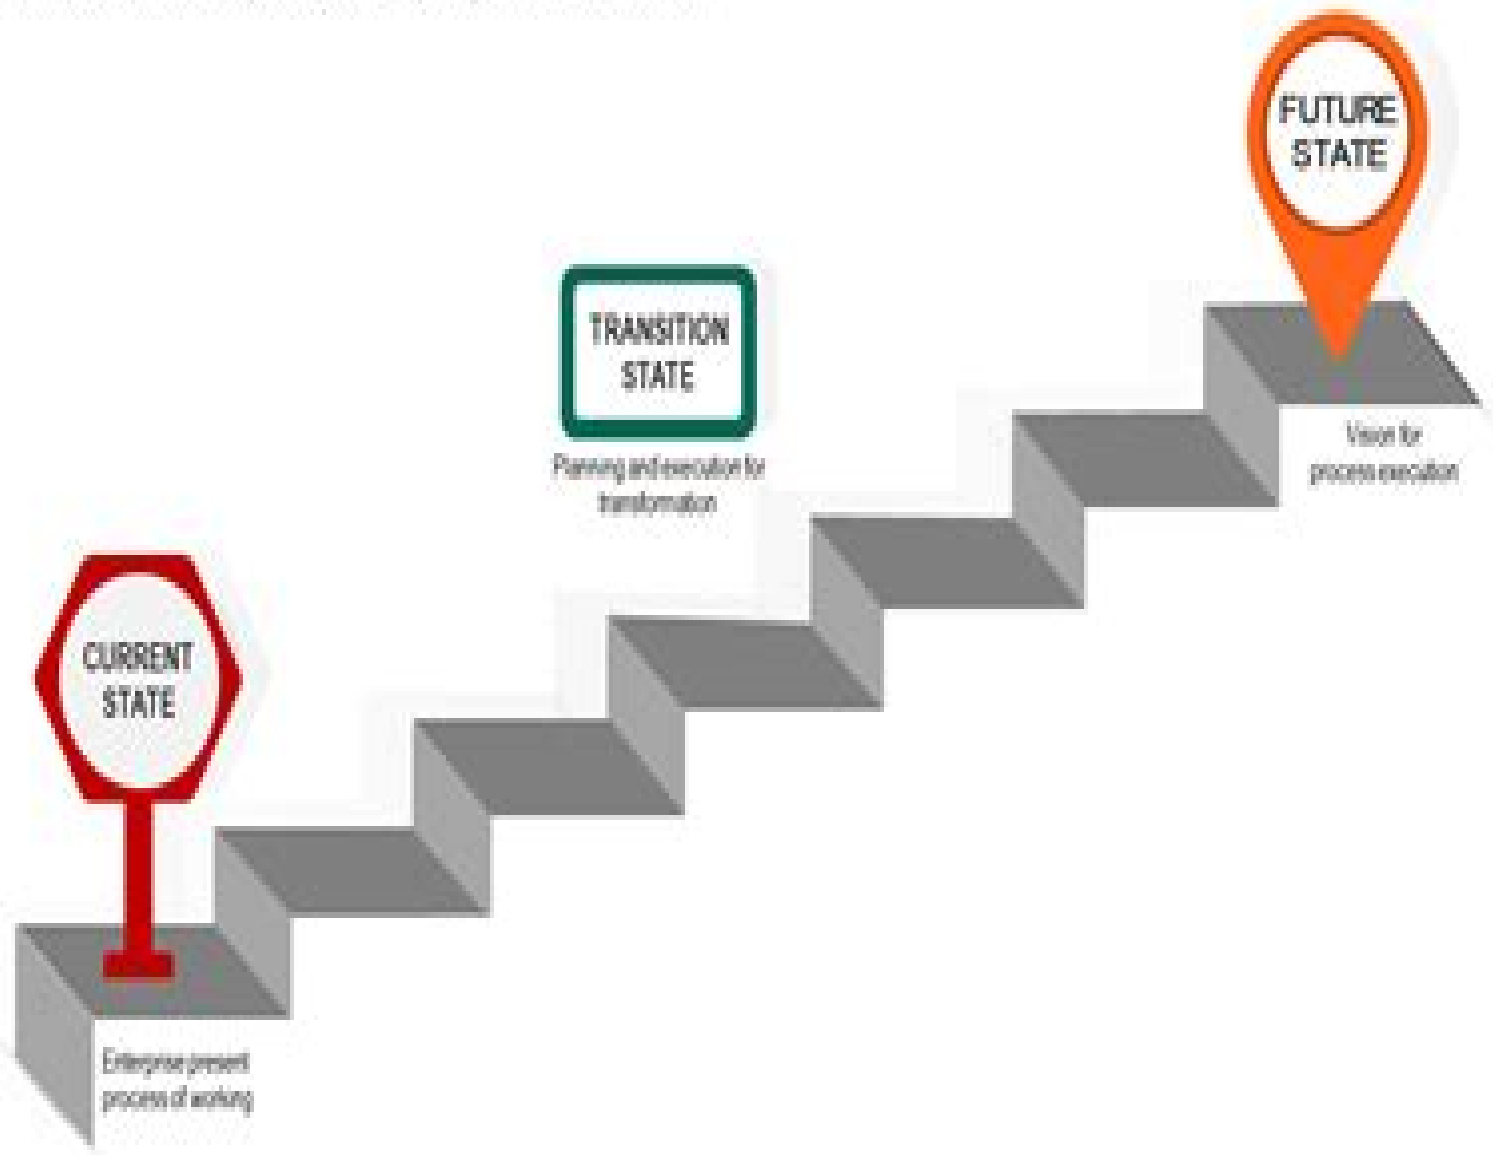 FUTURE
STATE
TRANSITION
STATE
Planning and execution for
transformation
Vision for
process execution
CURRENT
STATE
Enterprise present
process of working